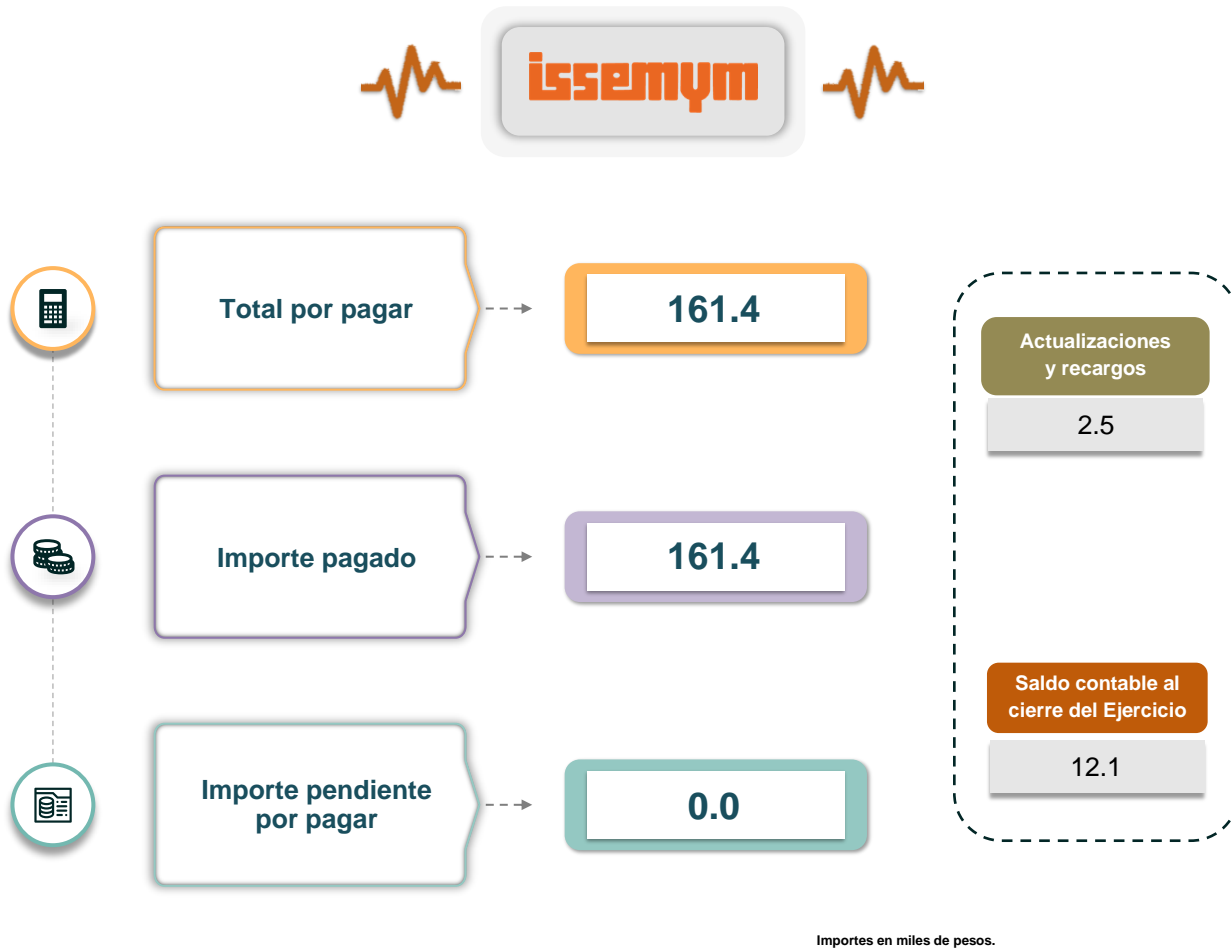 issemym
Total por pagar
161.4
Actualizaciones
y recargos
2.5
Importe pagado
161.4
Saldo contable al
cierre del Ejercicio
12.1
Importe pendiente
por pagar
0.0
Importes en miles de pesos.